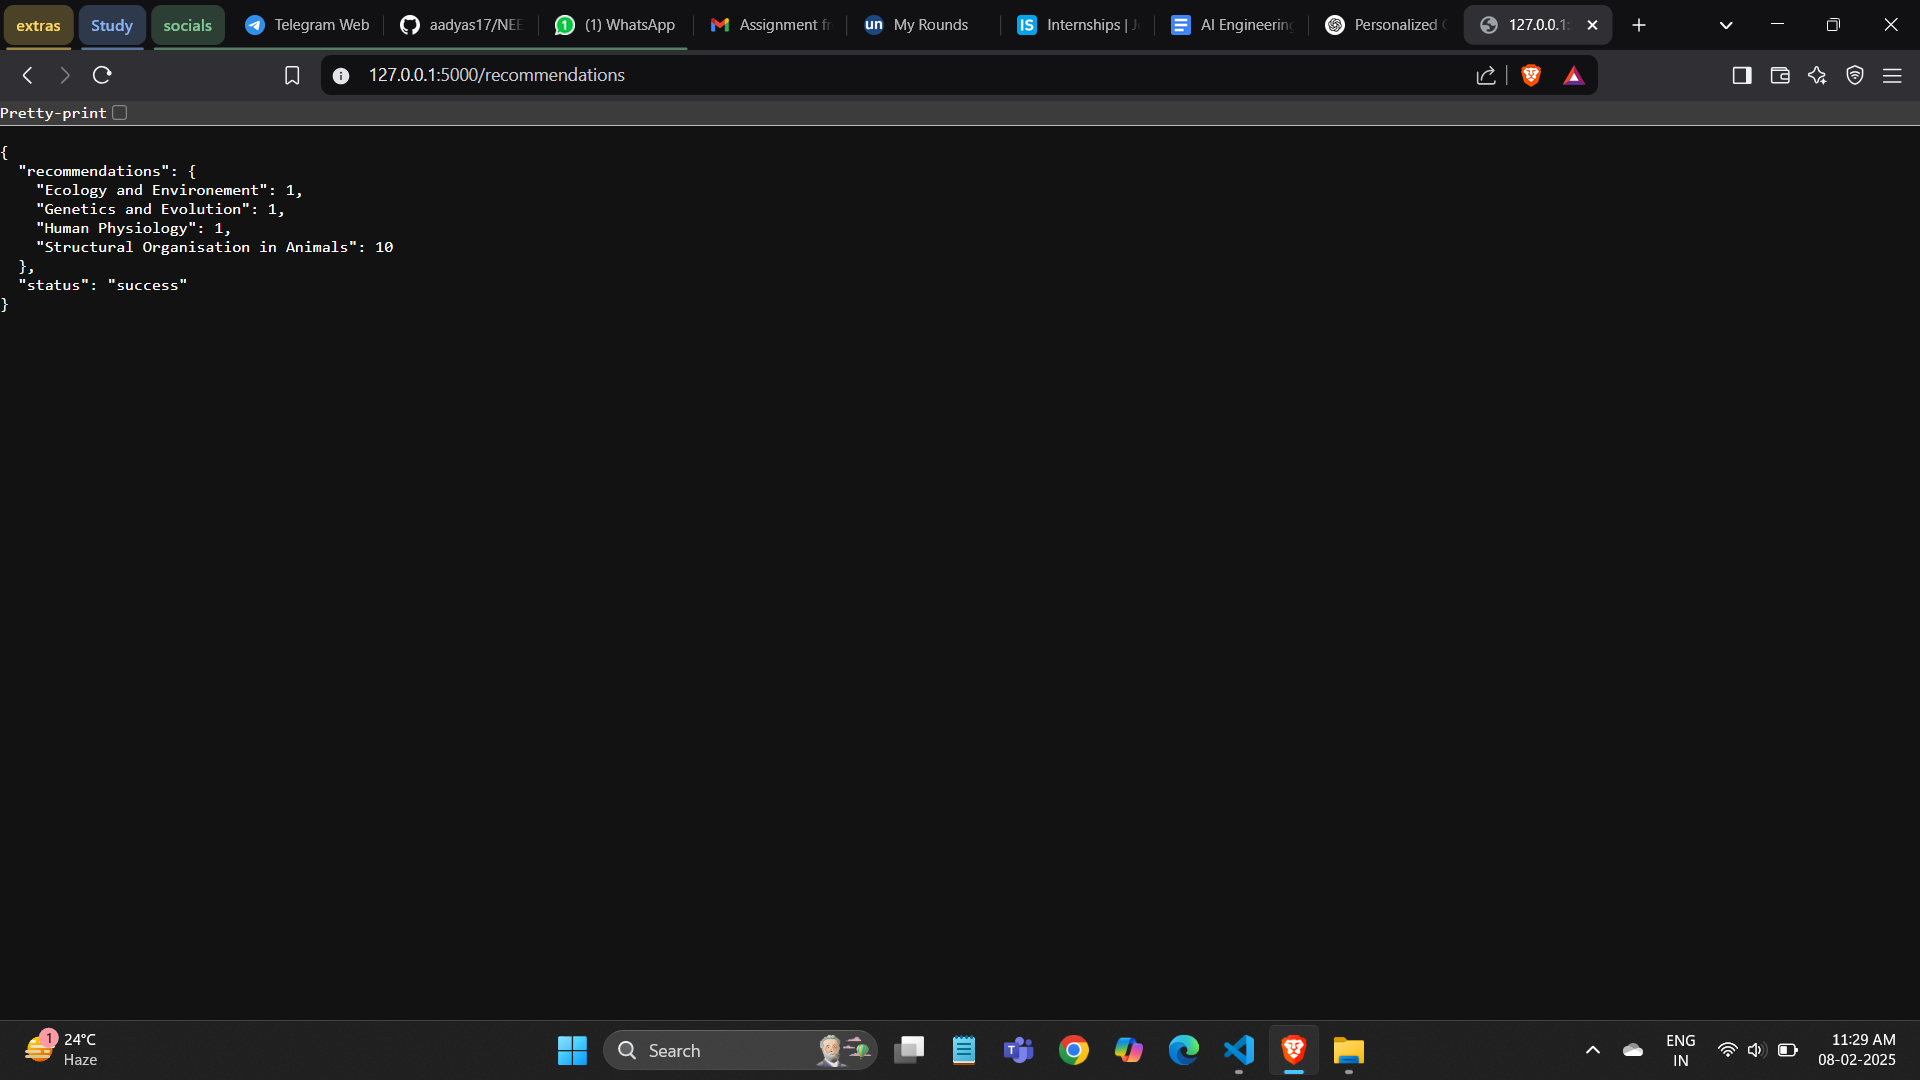 extras
Study
socials
Telegram Web
aadyas17/NEE
(1) WhatsApp
Assignment fr
un My Rounds
IS Internships | J
AI Engineering
Personalized
127.0.0.1:
127.0.0.1:5000/recommendations
Pretty-print
{
"recommendations": {
"Ecology and Environement": 1,
"Genetics and Evolution": 1,
"Human Physiology": 1,
"Structural Organisation in Animals": 10
},
"status": "success"
}
1
24°C
Haze
Search
ENG
IN
11:29 AM
08-02-2025